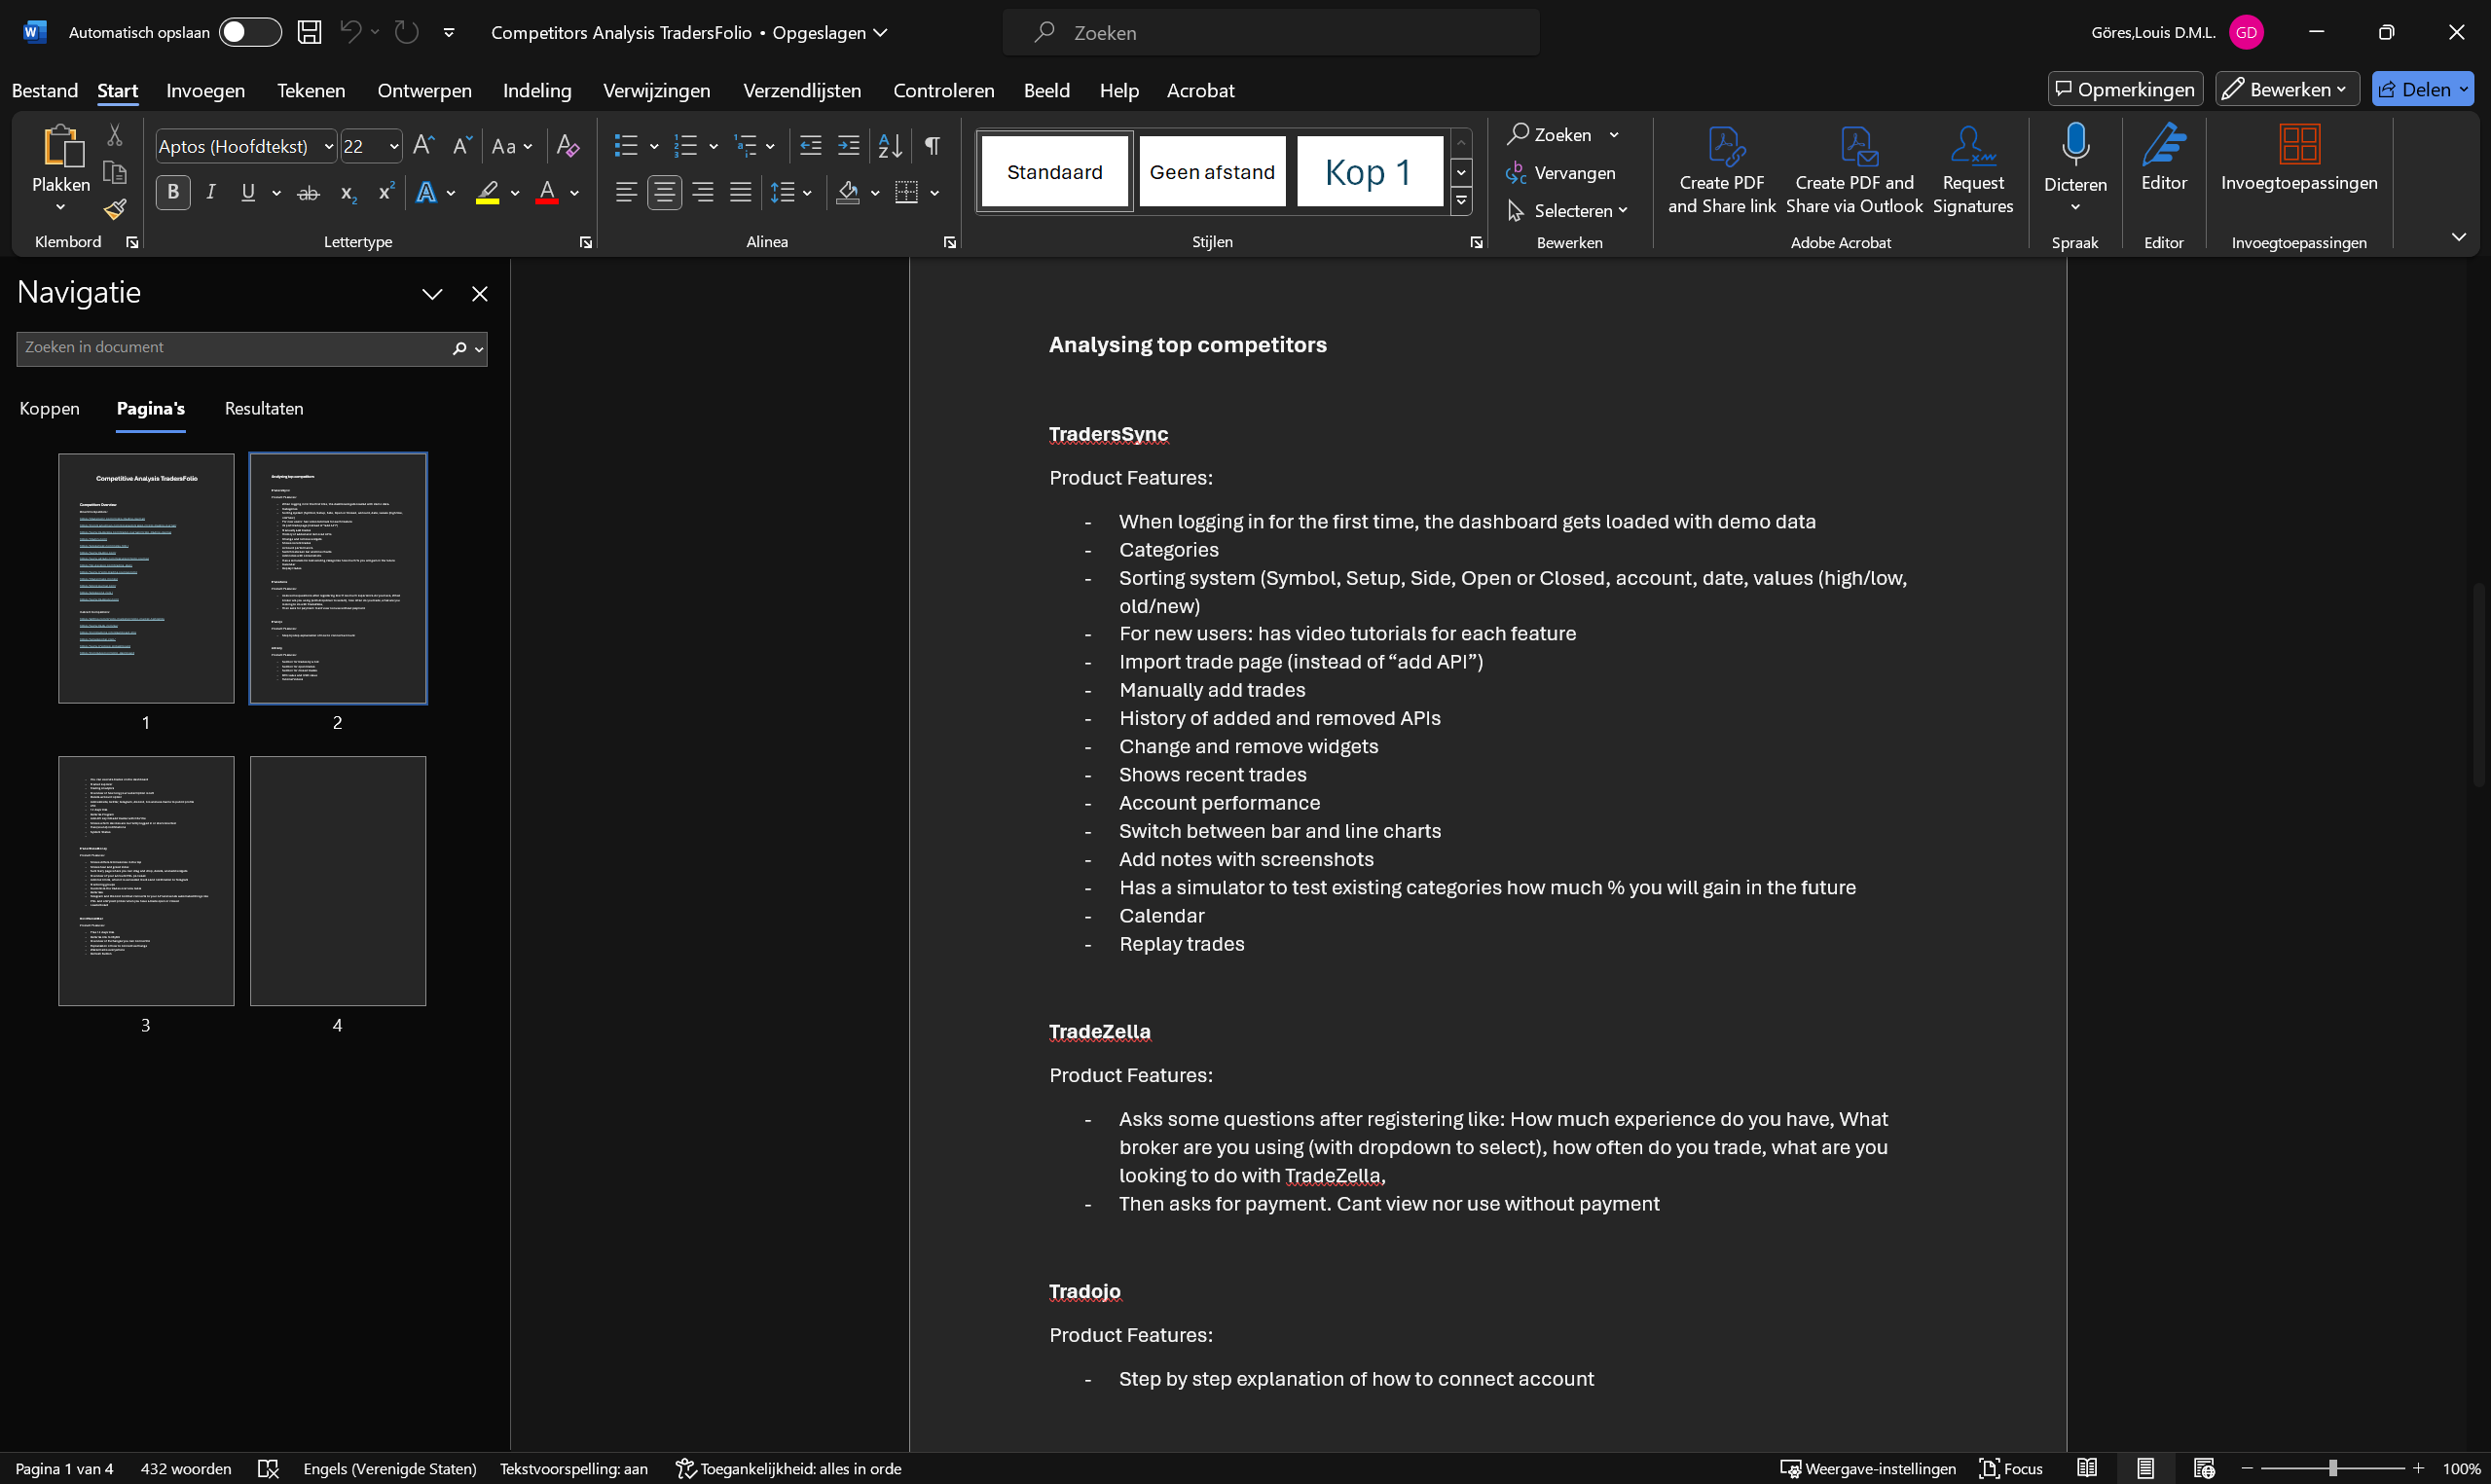 Automatisch opslaan
Competitors Analysis TradersFolio • Opgeslagen
Zoeken
Göres,Louis D.M.L.
GD
Bestand Start Invoegen Tekenen Ontwerpen Indeling Verwijzingen Verzendlijsten Controleren Beeld Help Acrobat
Opmerkingen Bewerken Delen
Plakken
Klembord
Aptos (Hoofdtekst) 22
Lettertype
Alinea
Standaard Geen afstand Kop 1
Stijlen
Zoeken
Vervangen
Selecteren
Bewerken
Create PDF and Share link
Create PDF and Share via Outlook
Request Signatures
Adobe Acrobat
Dicteren
Spraak
Editor
Editor
Invoegtoepassingen
Invoegtoepassingen
Navigatie
Zoeken in document
Koppen Pagina's Resultaten
Competitive Analysis TradersFolio
1
2
3
4
Analysing top competitors
TradersSync
Product Features:
- When logging in for the first time, the dashboard gets loaded with demo data
- Categories
- Sorting system (Symbol, Setup, Side, Open or Closed, account, date, values (high/low,
old/new)
- For new users: has video tutorials for each feature
- Import trade page (instead of “add API”)
- Manually add trades
- History of added and removed APIs
- Change and remove widgets
- Shows recent trades
- Account performance
- Switch between bar and line charts
- Add notes with screenshots
- Has a simulator to test existing categories how much % you will gain in the future
- Calendar
- Replay trades
TradeZella
Product Features:
- Asks some questions after registering like: How much experience do you have, What
broker are you using (with dropdown to select), how often do you trade, what are you
looking to do with TradeZella,
- Then asks for payment. Cant view nor use without payment
Tradojo
Product Features:
- Step by step explanation of how to connect account
Pagina 1 van 4 432 woorden Engels (Verenigde Staten) Tekstvoorspelling: aan Toegankelijkheid: alles in orde
Weergave-instellingen Focus 100%